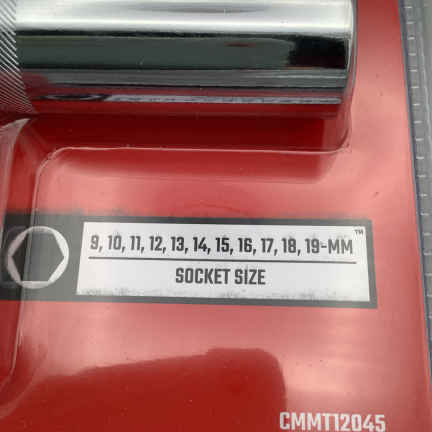 9, 10, 11, 12, 13, 14, 15, 16, 17, 18, 19-MM™
SOCKET SIZE
CMMT12045